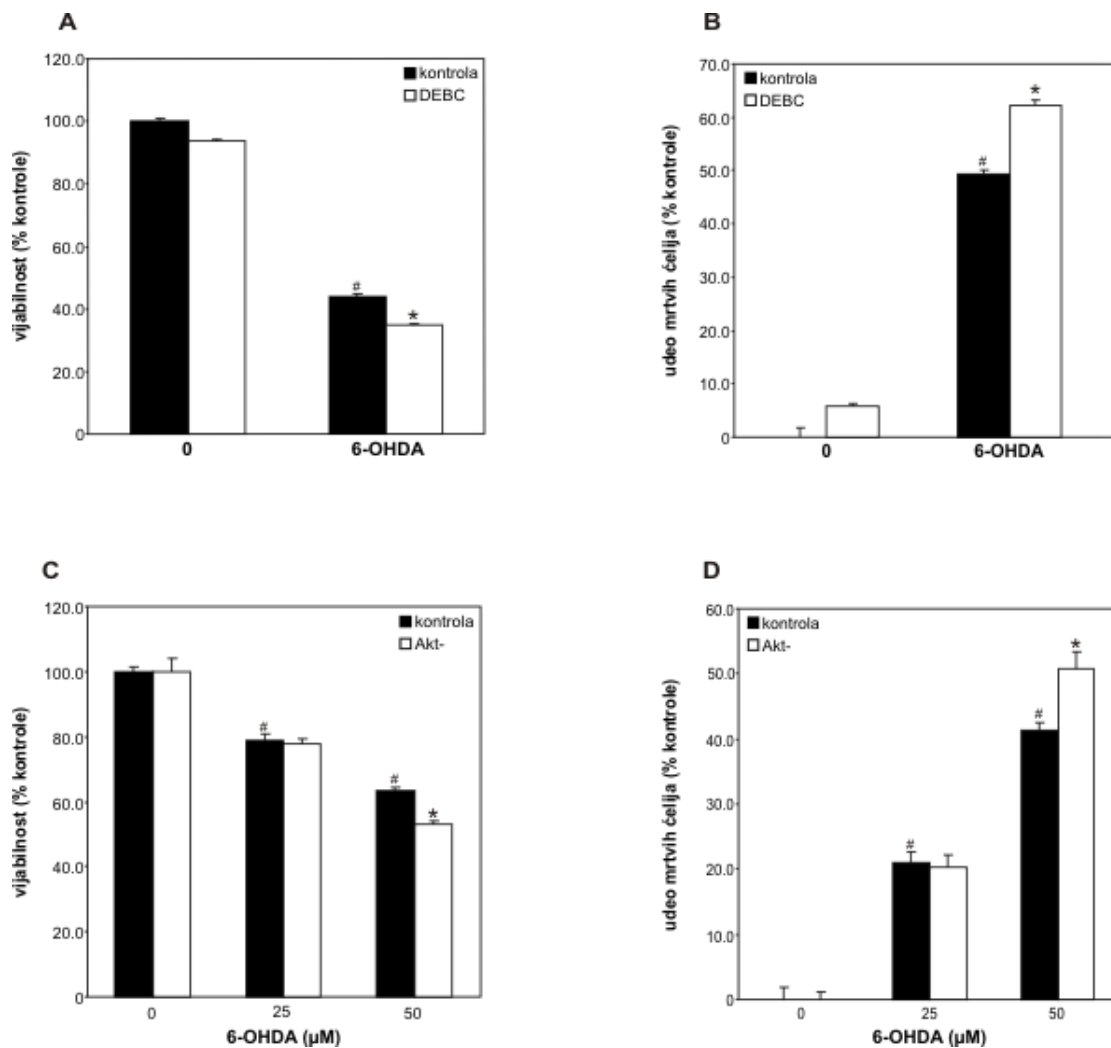 A
vijabilnost (% kontrole)
120.0
100.0
80.0
60.0
40.0
20.0
0
kontrola
DEBC
#
*
0
6-OHDA
B
udeo mrtvih ćelija (% kontrole)
70.0
60.0
50.0
40.0
30.0
20.0
10.0
0
kontrola
DEBC
#
*
0
6-OHDA
C
vijabilnost (% kontrole)
120.0
100.0
80.0
60.0
40.0
20.0
0
kontrola
Akt-
#
#
*
0 25 50
6-OHDA (µM)
D
udeo mrtvih ćelija (% kontrole)
60.0
50.0
40.0
30.0
20.0
10.0
0
kontrola
Akt-
#
#
*
0 25 50
6-OHDA (µM)